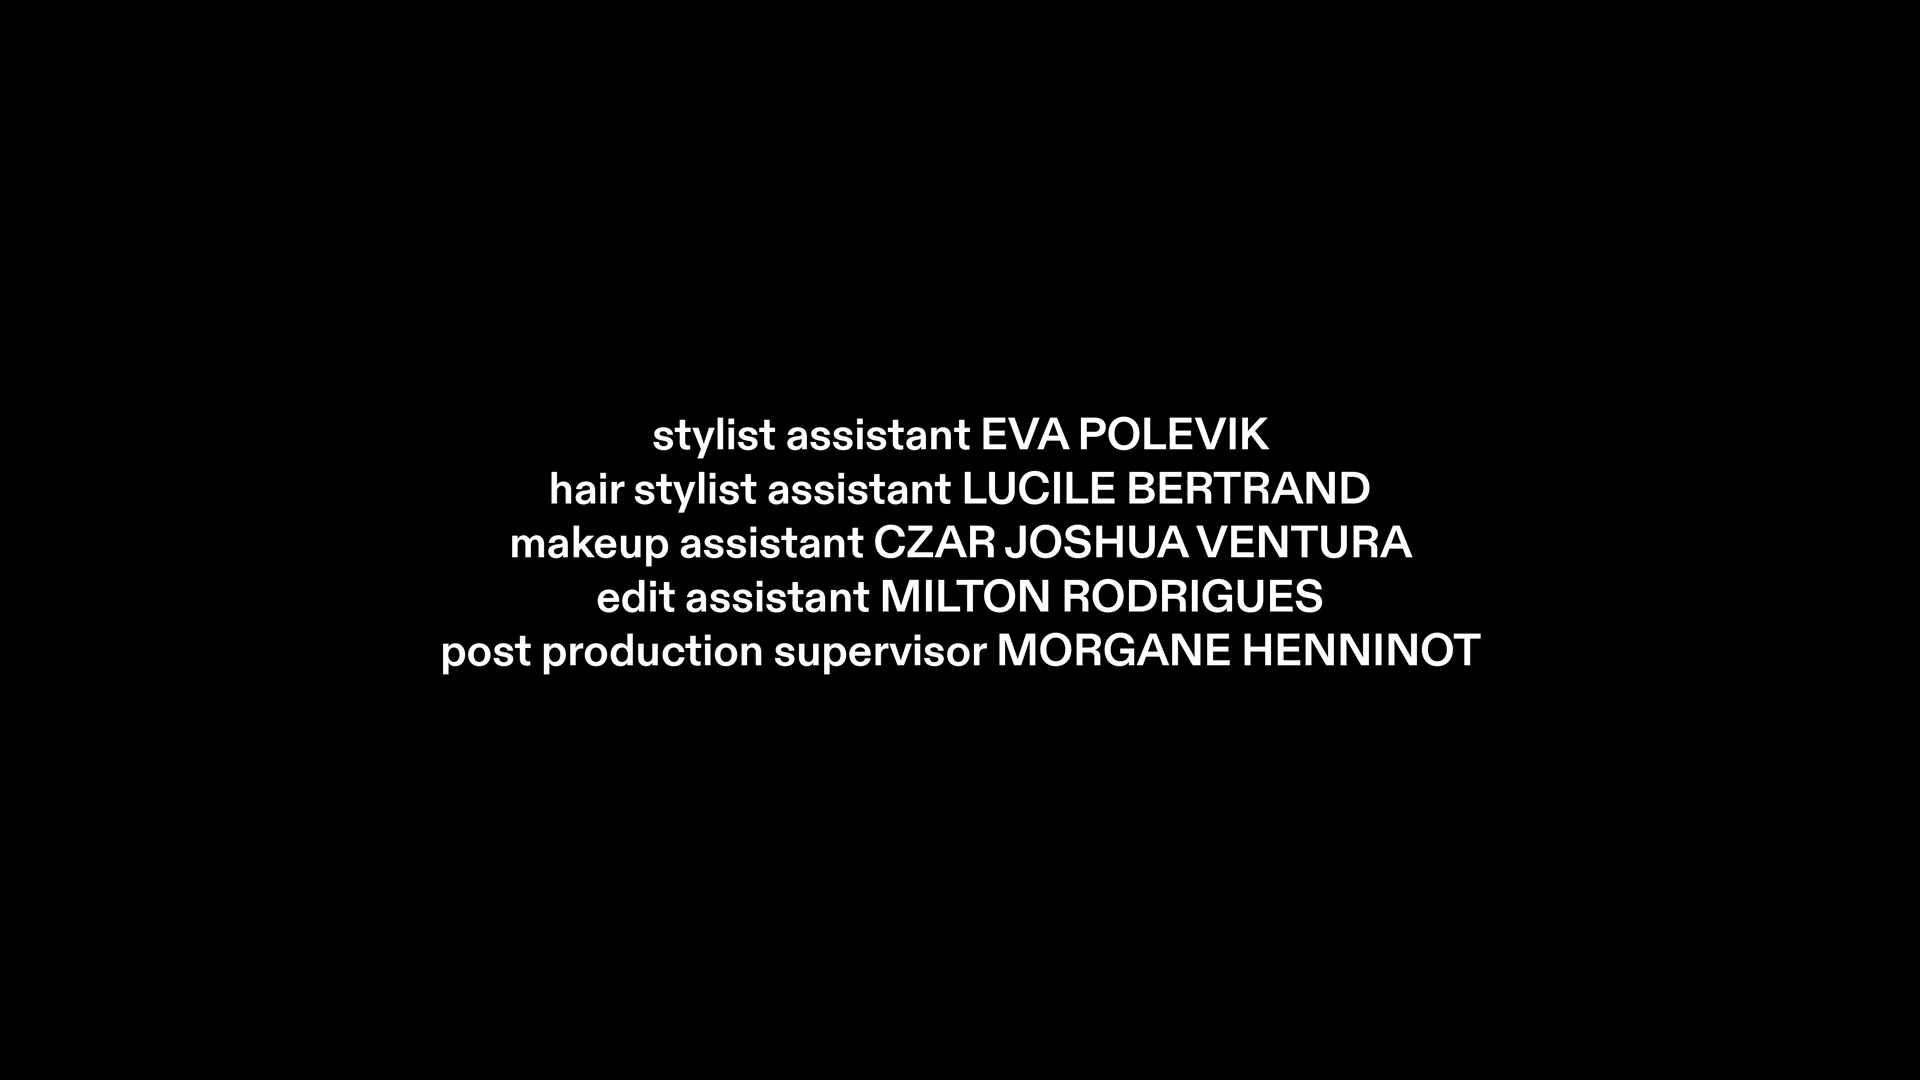 stylist assistant EVA POLEVIK
hair stylist assistant LUCILE BERTRAND
makeup assistant CZAR JOSHUA VENTURA
edit assistant MILTON RODRIGUES
post production supervisor MORGANE HENNINOT